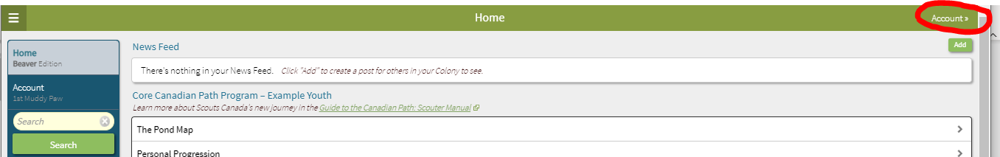 Home
Account »
Home
Beaver Edition
Account
1st Muddy Paw
Search
Search
News Feed
Add
There's nothing in your News Feed. Click "Add" to create a post for others in your Colony to see.
Core Canadian Path Program – Example Youth
Learn more about Scouts Canada's new journey in the Guide to the Canadian Path: Scouter Manual
The Pond Map
Personal Progression